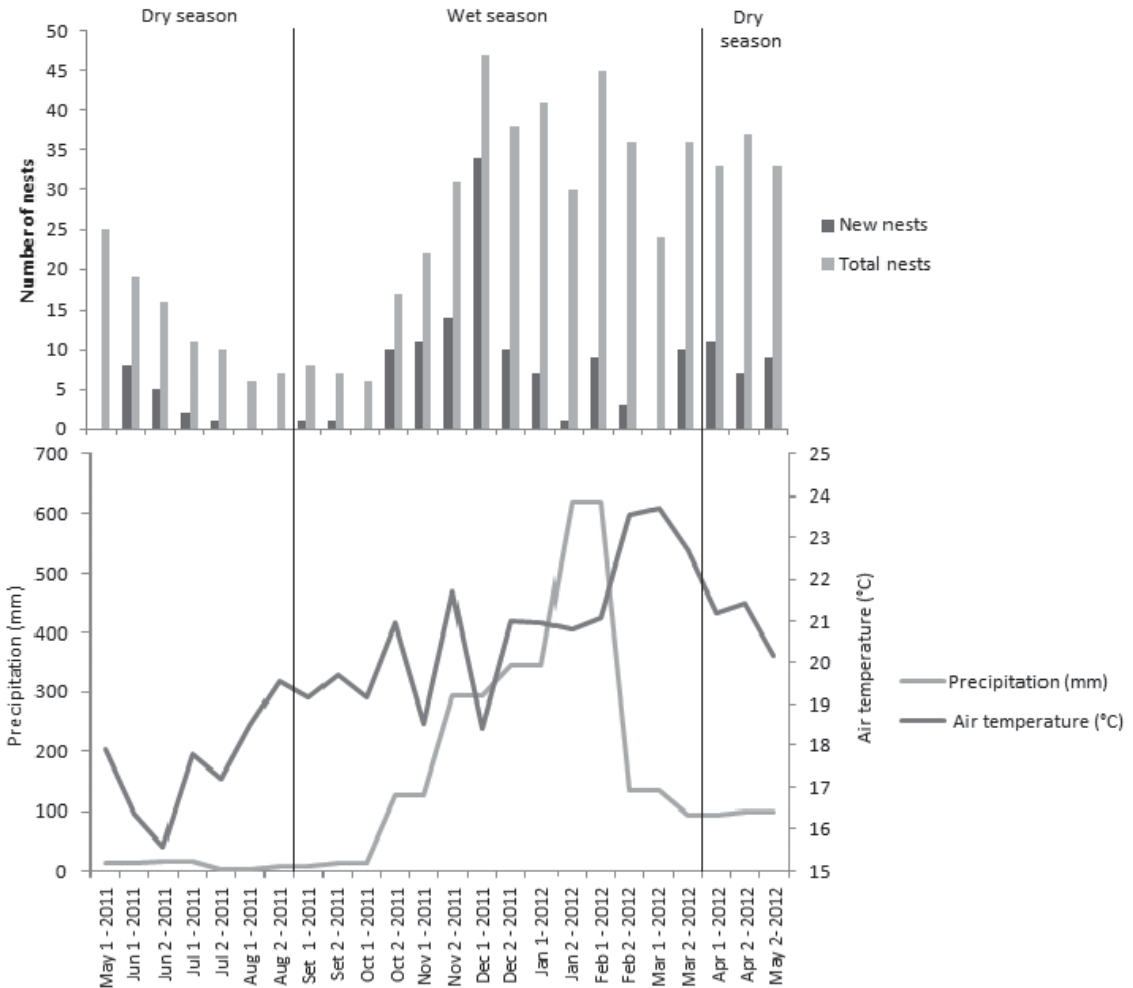 Dry season
Wet season
Dry
season
50
45
40
35
30
25
20
15
10
5
0
Number of nests
New nests
Total nests
700
600
500
400
300
200
100
0
Precipitation (mm)
25
24
23
22
21
20
19
18
17
16
15
Air temperature (°C)
Precipitation (mm)
Air temperature (°C)
May 1 - 2011
Jun 1 - 2011
Jun 2 - 2011
Jul 1 - 2011
Jul 2 - 2011
Aug 1 - 2011
Aug 2 - 2011
Set 1 - 2011
Set 2 - 2011
Oct 1 - 2011
Oct 2 - 2011
Nov 1 - 2011
Nov 2 - 2011
Dec 1 - 2011
Dec 2 - 2011
Jan 1 - 2012
Jan 2 - 2012
Feb 1 - 2012
Feb 2 - 2012
Mar 1 - 2012
Mar 2 - 2012
Apr 1 - 2012
Apr 2 - 2012
May 2- 2012